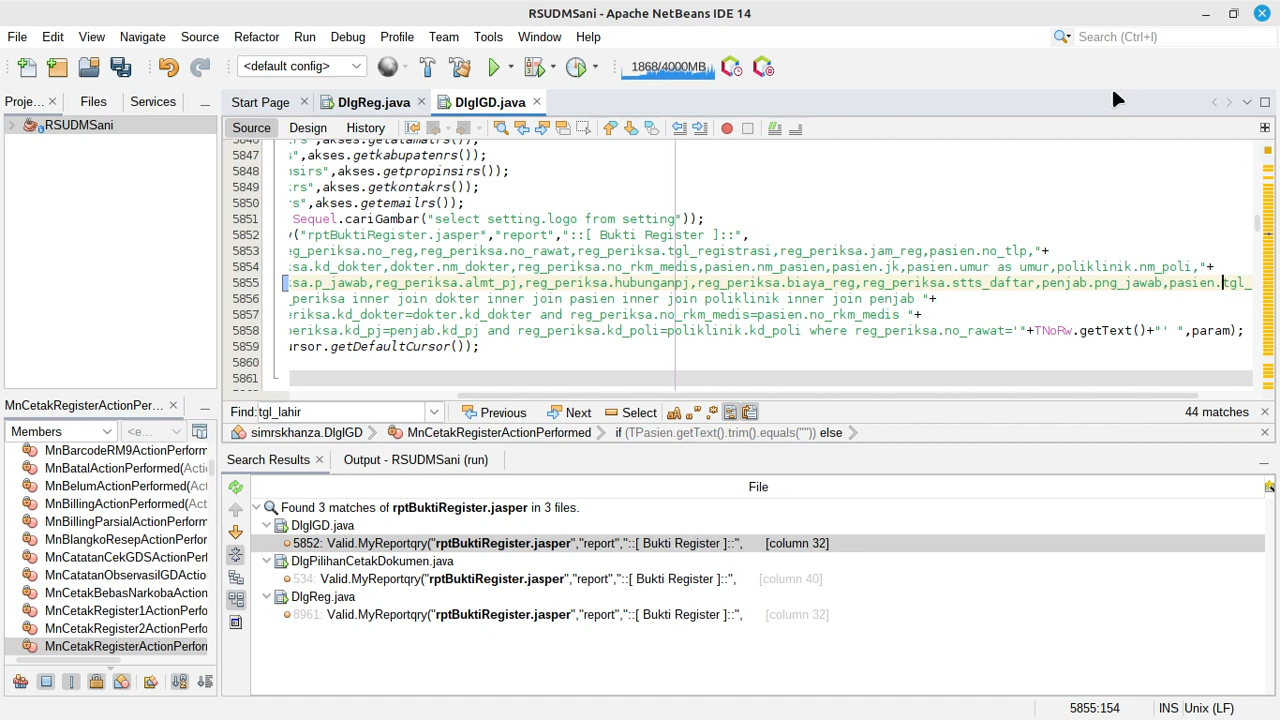 RSUDMSani - Apache NetBeans IDE 14
File Edit View Navigate Source Refactor Run Debug Profile Team Tools Window Help
Search (Ctrl+I)
<default config>
1868/4000MB
Proje... Files Services
RSUDMSani
Start Page DlgReg.java DlgIGD.java
Source Design History
5847 s",akses.getkabupatenrs());
5848 nsirs",akses.getpropinsirs());
5849 rs",akses.getkontakrs());
5850 rs",akses.getemailrs());
5851 Sequel.cariGambar("select setting.logo from setting"));
5852 y("rptBuktiRegister.jasper","report","::[ Bukti Register ]::",
5853 eg_periksa.no_reg,reg_periksa.no_rawat,reg_periksa.tgl_registrasi,reg_periksa.jam_reg,pasien.no_tlp,"+
5854 sa.kd_dokter,dokter.nm_dokter,reg_periksa.no_rkm_medis,pasien.nm_pasien,pasien.jk,pasien.umur as umur,poliklinik.nm_poli,"+
5855 sa.p_jawab,reg_periksa.almt_pj,reg_periksa.hubunganpj,reg_periksa.biaya_reg,reg_periksa.stts_daftar,penjab.png_jawab,pasien.tgl_
5856 _periksa inner join dokter inner join pasien inner join poliklinik inner join penjab "+
5857 g_periksa.kd_dokter=dokter.kd_dokter and reg_periksa.no_rkm_medis=pasien.no_rkm_medis "+
5858 periksa.kd_pj=penjab.kd_pj and reg_periksa.kd_poli=poliklinik.kd_poli where reg_periksa.no_rawat='"+TNoRw.getText()+"' ",param);
5859 ursor.getDefaultCursor());
5860
5861
Find: tgl_lahir Previous Next Select 44 matches
simrskhanza.DlgIGD MnCetakRegisterActionPerformed if (TPasien.getText().trim().equals("")) else
MnCetakRegisterActionPer...
Members <e...
MnBarcodeRM9ActionPerform
MnBatalActionPerformed(Actio
MnBelumActionPerformed(Act
MnBillingActionPerformed(Act
MnBillingParsialActionPerform
MnBlangkoResepActionPerfor
MnCatatanCekGDSActionPerf
MnCatatanObservasiIGDActio
MnCetakBebasNarkobaAction
MnCetakRegister1ActionPerfo
MnCetakRegister2ActionPerfo
MnCetakRegisterActionPerfor
Search Results Output - RSUDMSani (run)
File
Found 3 matches of rptBuktiRegister.jasper in 3 files.
DlgIGD.java
5852: Valid.MyReportqry("rptBuktiRegister.jasper","report","::[ Bukti Register ]::", [column 32]
DlgPilihanCetakDokumen.java
534: Valid.MyReportqry("rptBuktiRegister.jasper","report","::[ Bukti Register ]::", [column 40]
DlgReg.java
8961: Valid.MyReportqry("rptBuktiRegister.jasper","report","::[ Bukti Register ]::", [column 32]
5855:154 INS Unix (LF)